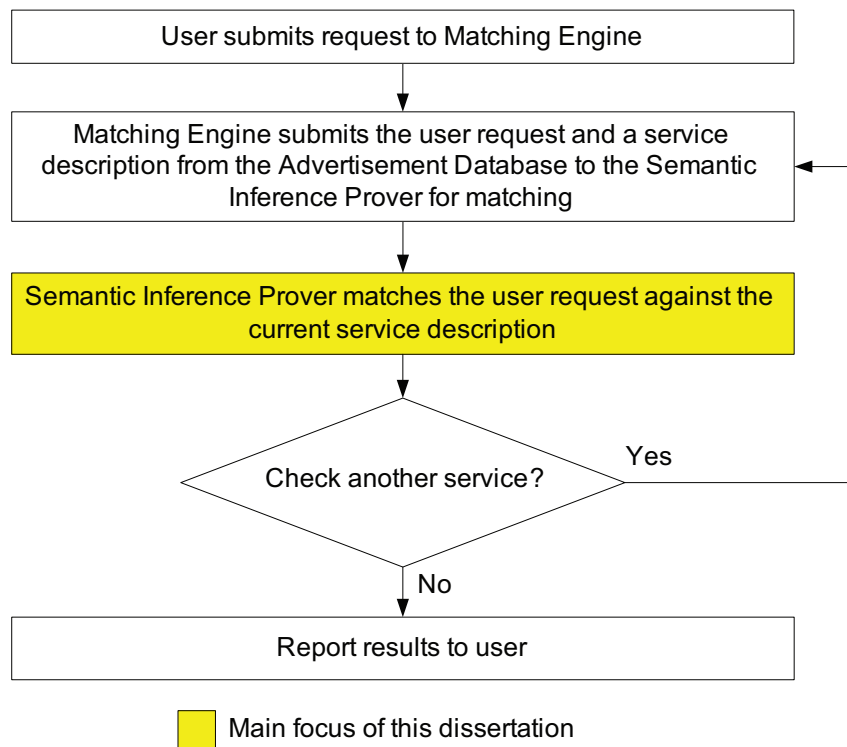 User submits request to Matching Engine
Matching Engine submits the user request and a service
description from the Advertisement Database to the Semantic
Inference Prover for matching
Semantic Inference Prover matches the user request against the
current service description
Check another service?
Yes
No
Report results to user
Main focus of this dissertation